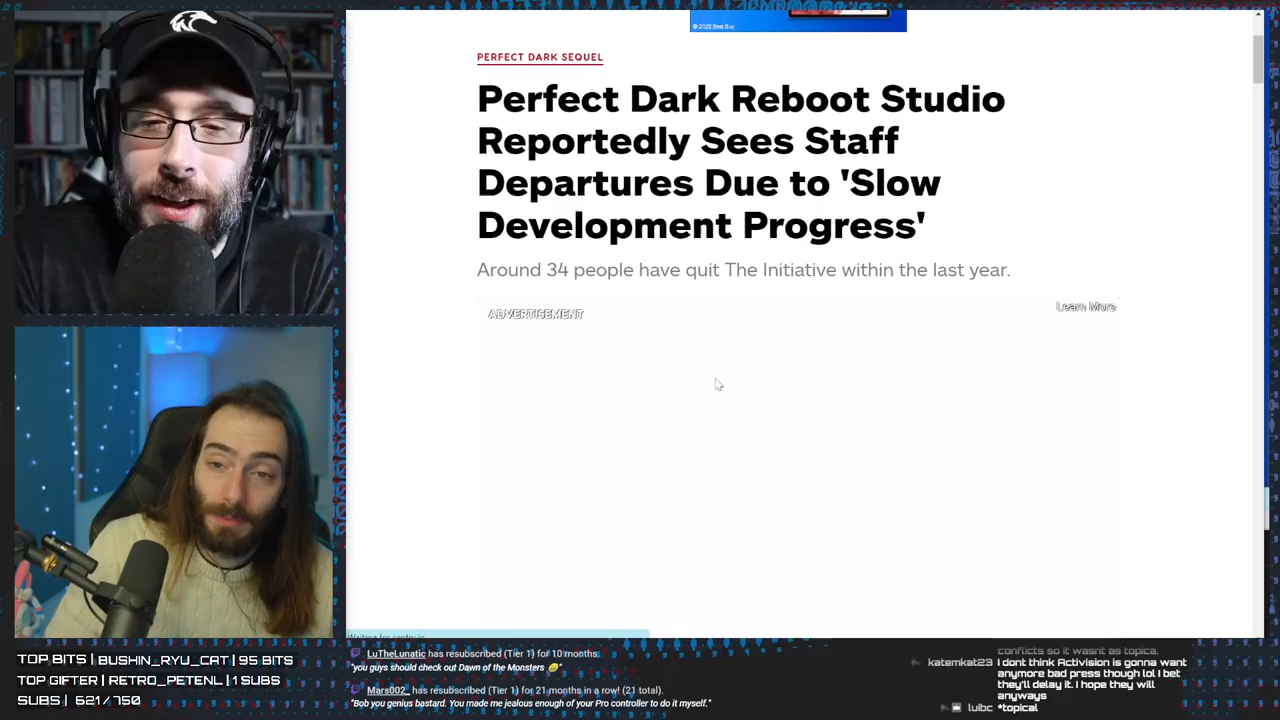 © 2022 Best Buy
PERFECT DARK SEQUEL
Perfect Dark Reboot Studio
Reportedly Sees Staff
Departures Due to 'Slow
Development Progress'
Around 34 people have quit The Initiative within the last year.
ADVERTISEMENT
Learn More
TOP BITS | BUSHIN_RYU_CAT | 95 BITS
TOP GIFTER | RETRO_PETENL | 1 SUBS
SUBS | 621/750
LuTheLunatic has resubscribed (Tier 1) for 10 months.
"you guys should check out Dawn of the Monsters 😅"
Mars002_ has resubscribed (Tier 1) for 21 months in a row! (21 total).
"Bob you genius bastard. You made me jealous enough of your Pro controller to do it myself."
conflicts so it wasnt as topica.
katemkat23 I dont think Activision is gonna want
anymore bad press though lol I bet
they'll delay it. I hope they will
anyways
luibc *topical